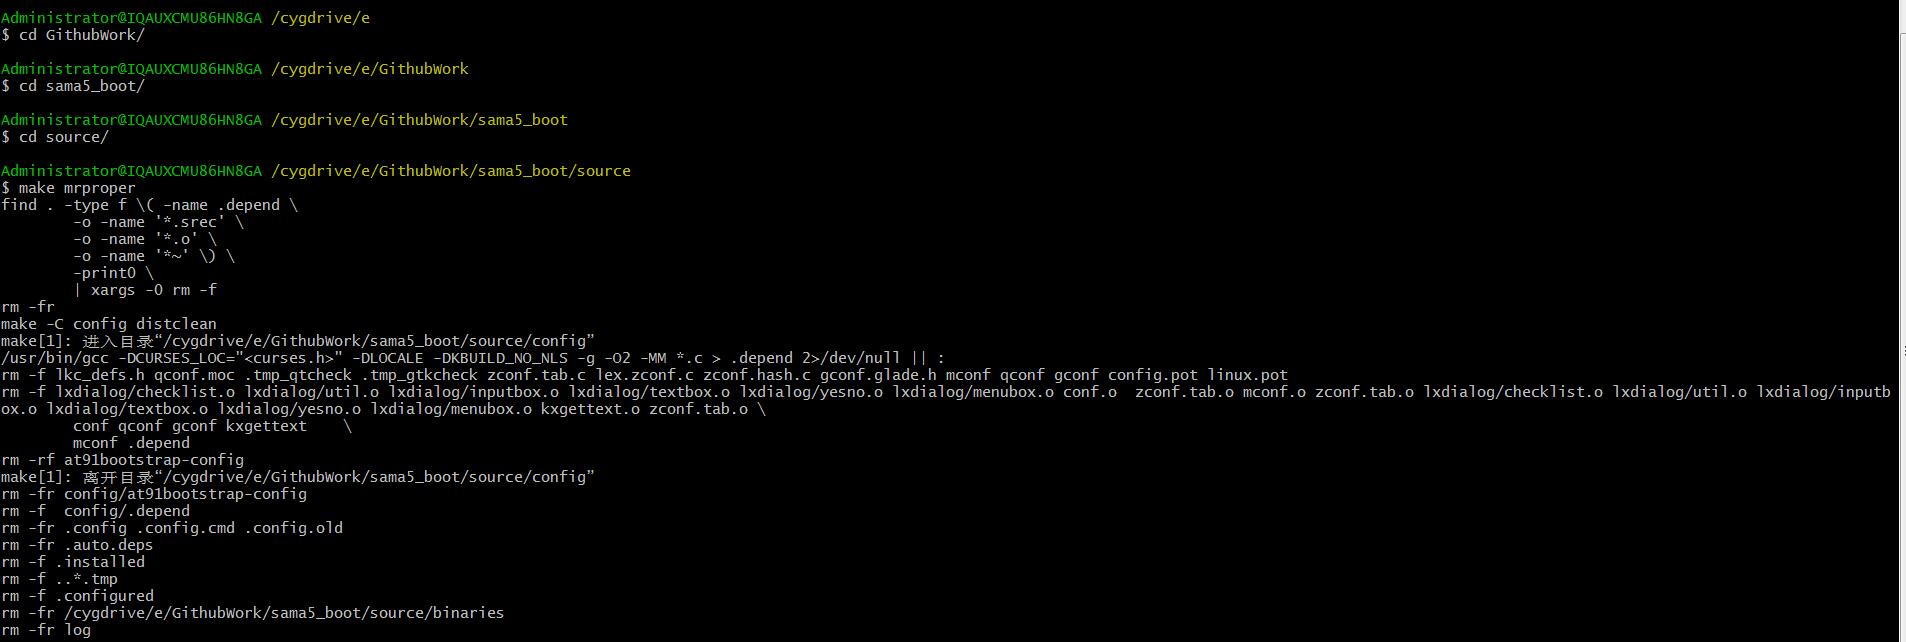 Administrator@IQAUXCMU86HN8GA /cygdrive/e
$ cd GithubWork/
Administrator@IQAUXCMU86HN8GA /cygdrive/e/GithubWork
$ cd sama5_boot/
Administrator@IQAUXCMU86HN8GA /cygdrive/e/GithubWork/sama5_boot
$ cd source/
Administrator@IQAUXCMU86HN8GA /cygdrive/e/GithubWork/sama5_boot/source
$ make mrproper
find . -type f \( -name .depend \
        -o -name '*.srec' \
        -o -name '*.o' \
        -o -name '*~' \) \
        -print0 \
        | xargs -0 rm -f
rm -fr
make -C config distclean
make[1]: 进入目录“/cygdrive/e/GithubWork/sama5_boot/source/config”
/usr/bin/gcc -DCURSES_LOC="<curses.h>" -DLOCALE -DKBUILD_NO_NLS -g -O2 -MM *.c > .depend 2>/dev/null || :
rm -f lkc_defs.h qconf.moc .tmp_qtcheck .tmp_gtkcheck zconf.tab.c lex.zconf.c zconf.hash.c gconf.glade.h mconf qconf gconf config.pot linux.pot
rm -f lxdialog/checklist.o lxdialog/util.o lxdialog/inputbox.o lxdialog/textbox.o lxdialog/yesno.o lxdialog/menubox.o conf.o  zconf.tab.o mconf.o zconf.tab.o lxdialog/checklist.o lxdialog/util.o lxdialog/inputb
ox.o lxdialog/textbox.o lxdialog/yesno.o lxdialog/menubox.o kxgettext.o zconf.tab.o \
        conf qconf gconf kxgettext    \
        mconf .depend
rm -rf at91bootstrap-config
make[1]: 离开目录“/cygdrive/e/GithubWork/sama5_boot/source/config”
rm -fr config/at91bootstrap-config
rm -f  config/.depend
rm -fr .config .config.cmd .config.old
rm -fr .auto.deps
rm -f .installed
rm -f ..*.tmp
rm -f .configured
rm -fr /cygdrive/e/GithubWork/sama5_boot/source/binaries
rm -fr log